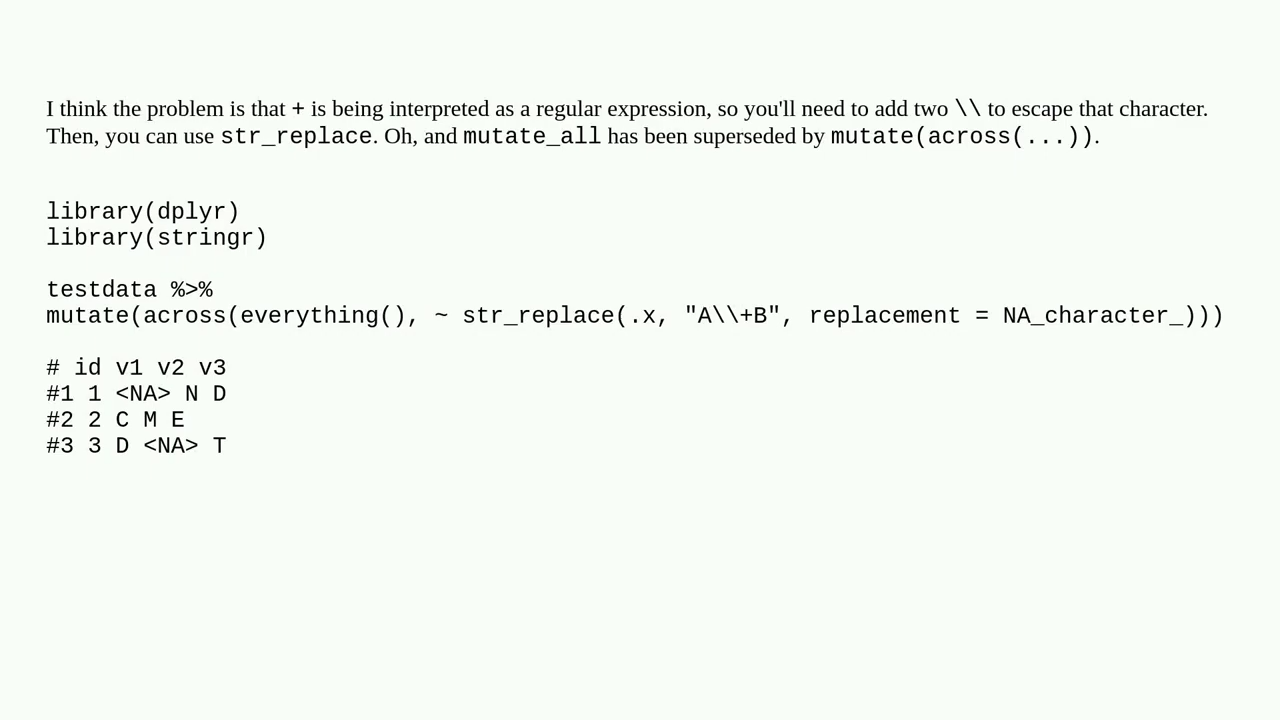 I think the problem is that + is being interpreted as a regular expression, so you'll need to add two \\ to escape that character.
Then, you can use str_replace. Oh, and mutate_all has been superseded by mutate(across(...)).
library(dplyr)
library(stringr)
testdata %>%
mutate(across(everything(), ~ str_replace(.x, "A\\+B", replacement = NA_character_)))
# id v1 v2 v3
#1 1 <NA> N D
#2 2 C M E
#3 3 D <NA> T